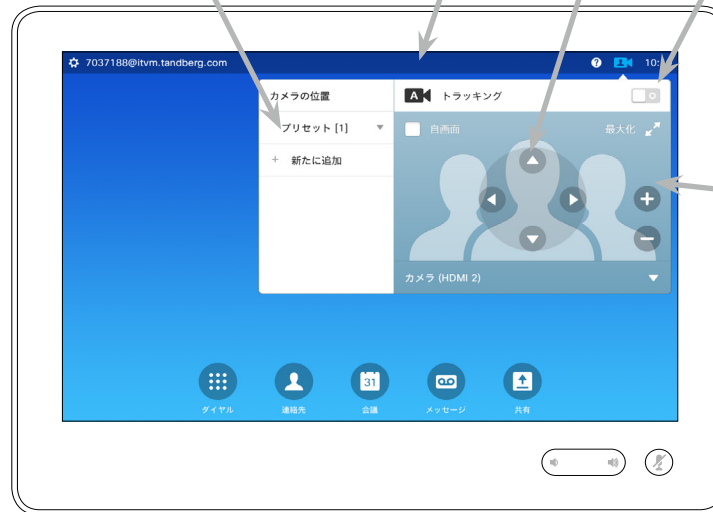 7037188@itvm.tandberg.com
?
10:
カメラの位置
A トラッキング
プリセット [1]
自画面
最大化
+ 新たに追加
カメラ (HDMI 2)
31
ダイヤル
連絡先
会議
メッセージ
共有